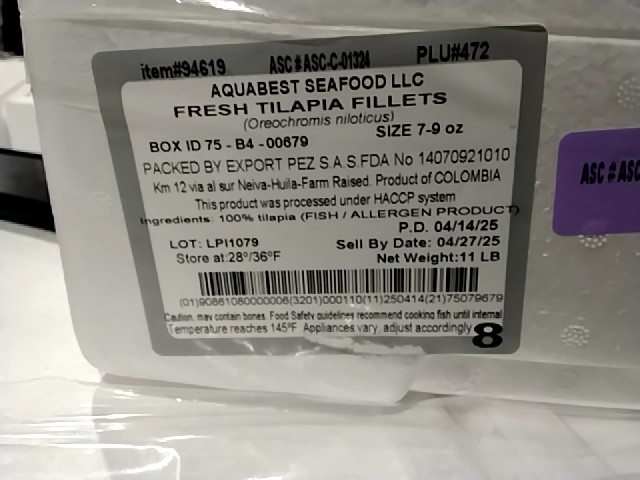 item#94619 ASC # ASC-C-01324 PLU#472
AQUABEST SEAFOOD LLC
FRESH TILAPIA FILLETS
(Oreochromis niloticus)
BOX ID 75 - B4 -00679 SIZE 7-9 oz
PACKED BY EXPORT PEZ S.A.S.FDA No 14070921010
Km 12 via al sur Neiva-Huila-Farm Raised. Product of COLOMBIA
This product was processed under HACCP system
Ingredients: 100% tilapia (FISH / ALLERGEN PRODUCT)
P.D. 04/14/25
LOT: LPI1079 Sell By Date: 04/27/25
Store at:28°/36°F Net Weight:11 LB
(01)90861080000006(3201)000110(11)250414(21)75079679
Caution, may contain bones. Food Safety guidelines recommend cooking fish until internal
Temperature reaches 145ºF. Appliances vary, adjust accordingly
8
ASC # ASC